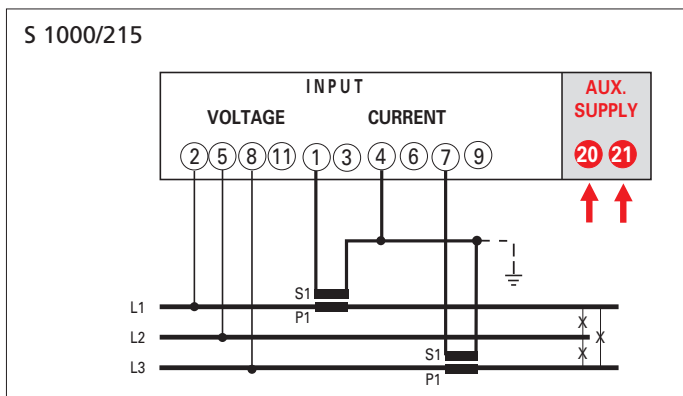 S 1000/215
INPUT
AUX.
SUPPLY
VOLTAGE CURRENT
2 5 8 11 1 3 4 6 7 9 20 21
S1
L1
P1
X
L2
X
S1
X
L3
P1